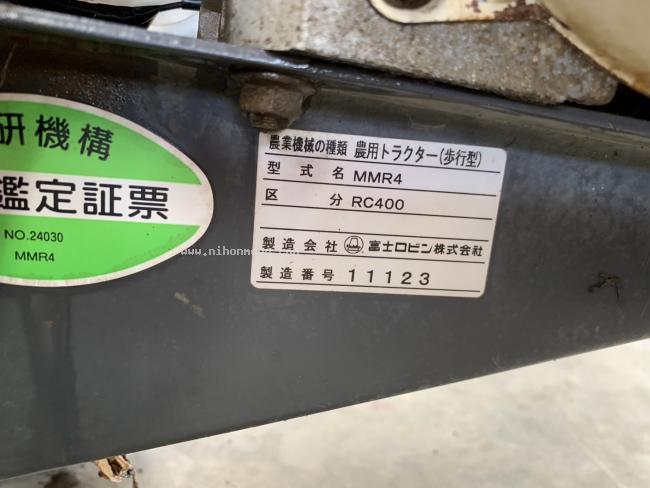 研機構
鑑定証票
NO.24030
MMR4
農業機械の種類 農用トラクター(歩行型)
型式名 MMR4
区分 RC400
製造会社 富士ロビン株式会社
製造番号 11123